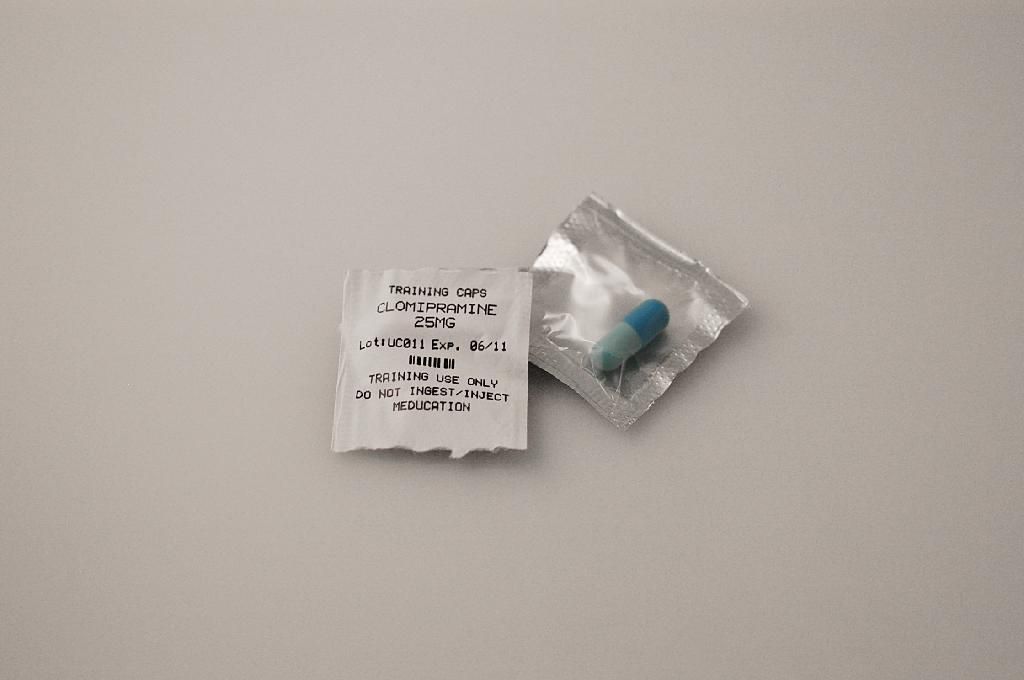 TRAINING CAPS
CLOMIPRAMINE
25MG
Lot:UC011 Exp. 06/11
TRAINING USE ONLY
DO NOT INGEST/INJECT
MEDUCATION